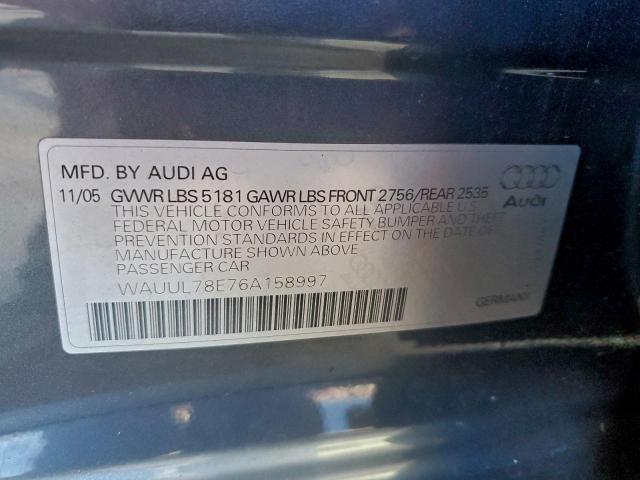 MFD. BY AUDI AG
11/05 GVWR LBS 5181 GAWR LBS FRONT 2756/REAR 2535
THIS VEHICLE CONFORMS TO ALL APPLICABLE U.S.
FEDERAL MOTOR VEHICLE SAFETY BUMPER AND THEFT
PREVENTION STANDARDS IN EFFECT ON DATE OF
MANUFACTURE SHOWN ABOVE
PASSENGER CAR
WAUUL78E76A158997
Audi
GERMANY